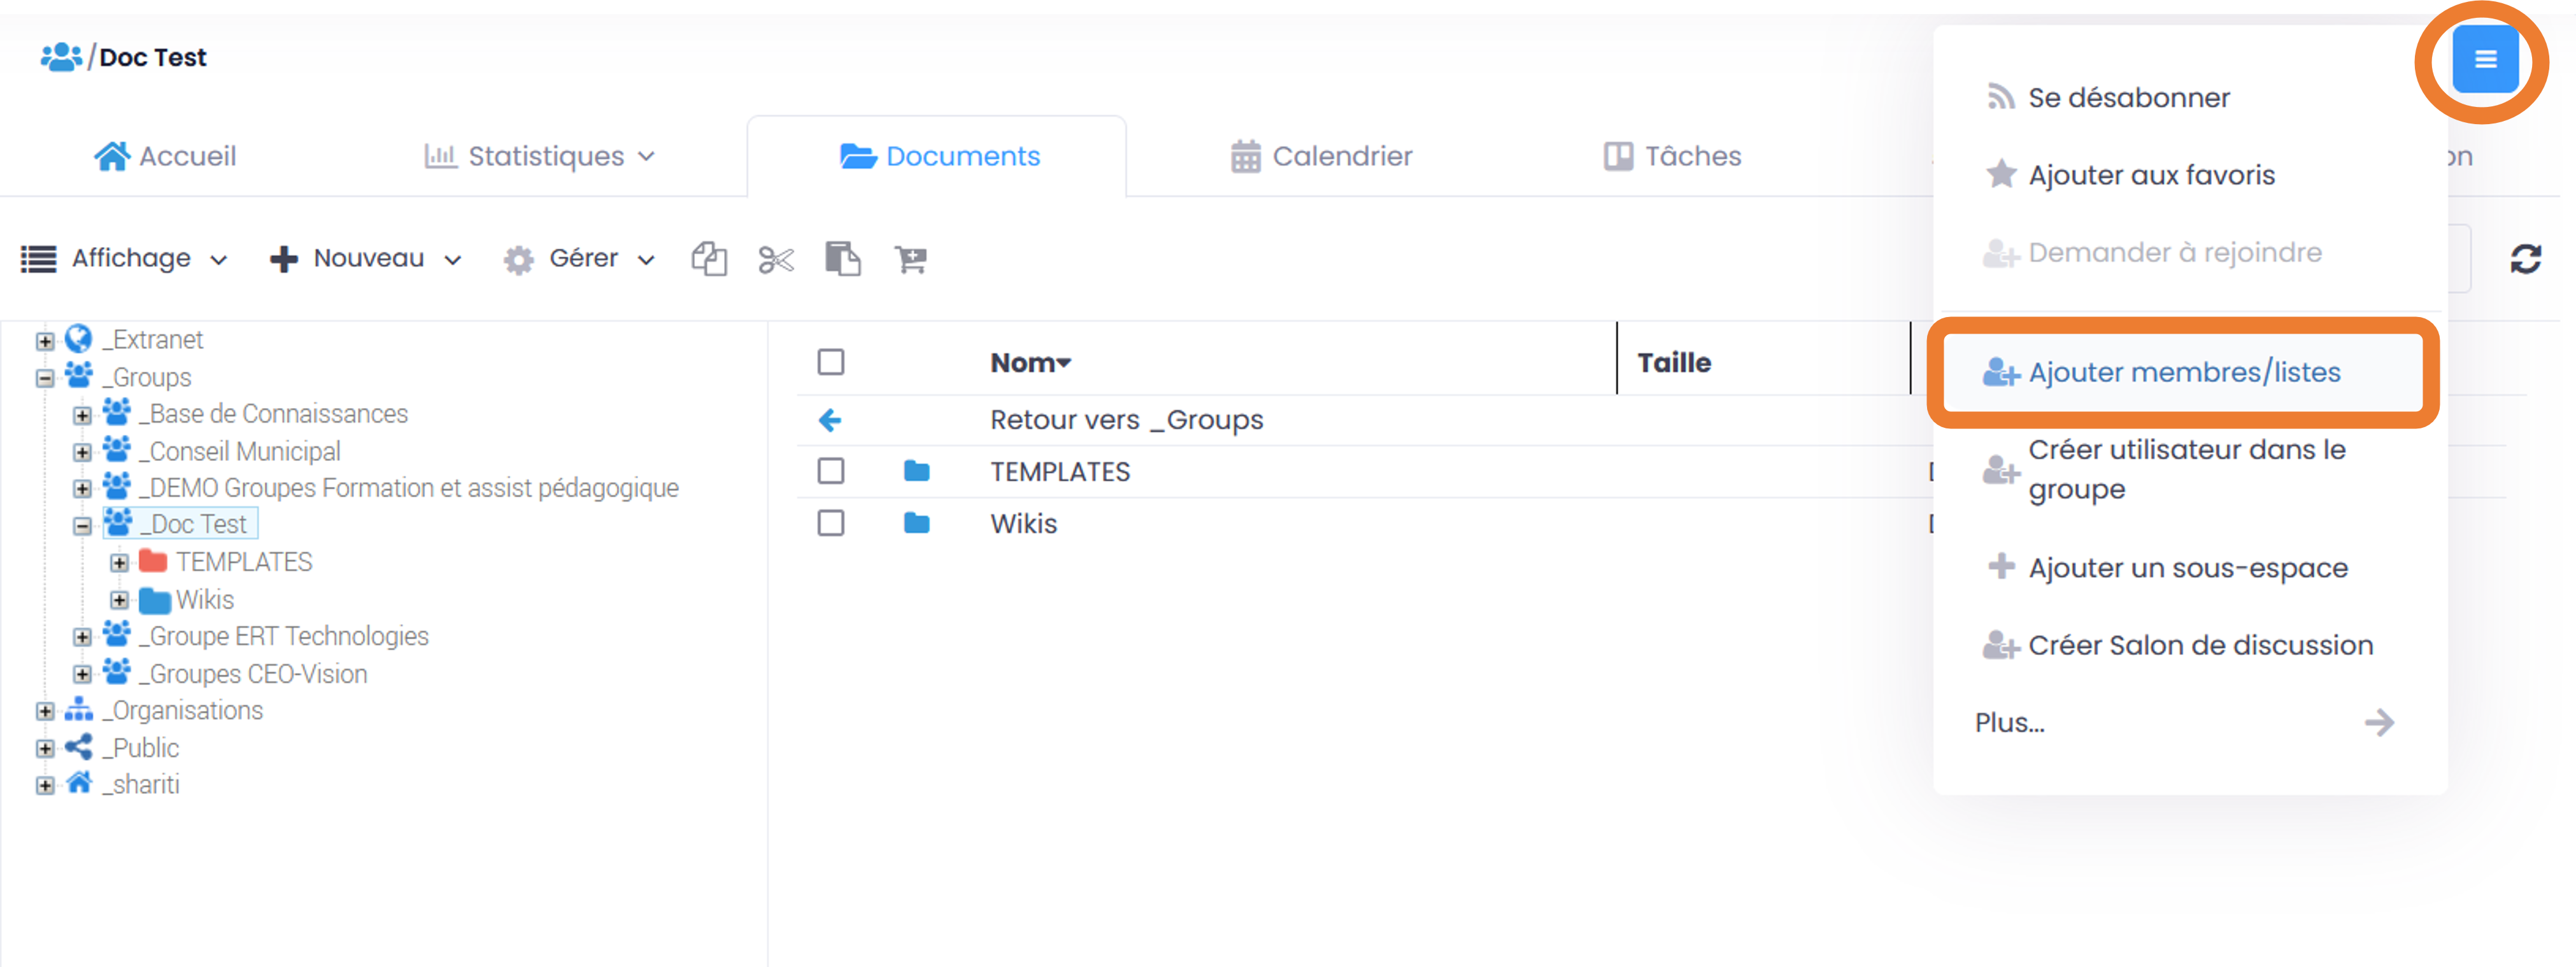 /Doc Test
Accueil
Statistiques
Documents
Calendrier
Tâches
Affichage
Nouveau
Gérer
_Extranet
_Groups
_Base de Connaissances
_Conseil Municipal
_DEMO Groupes Formation et assist pédagogique
_Doc Test
TEMPLATES
Wikis
_Groupe ERT Technologies
_Groupes CEO-Vision
_Organisations
_Public
_shariti
Nom
Taille
Retour vers _Groups
TEMPLATES
Wikis
Se désabonner
Ajouter aux favoris
Demander à rejoindre
Ajouter membres/listes
Créer utilisateur dans le
groupe
Ajouter un sous-espace
Créer Salon de discussion
Plus...